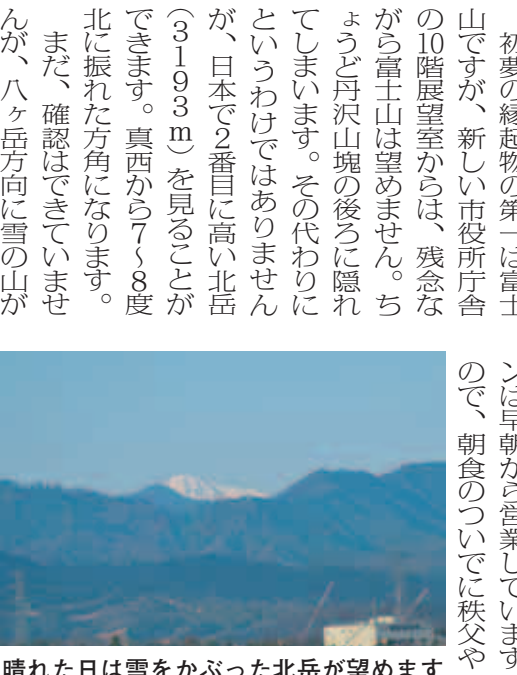 初夢の縁起物の第一は富士
山ですが、新しい市役所庁舎
の10階展望室からは、残念な
がら富士山は望めません。ち
ょうど丹沢山塊の後ろに隠れ
てしまいます。その代わりに
というわけではありません
が、日本で2番目に高い北岳
(3193m)を見ることが
できます。真西から7〜8度
北に振れた方角になります。
まだ、確認はできていませ
んが、八ヶ岳方向に雪の山が
ンは早朝から営業しています
ので、朝食のついでに秩父や
晴れた日は雪をかぶった北岳が望めます